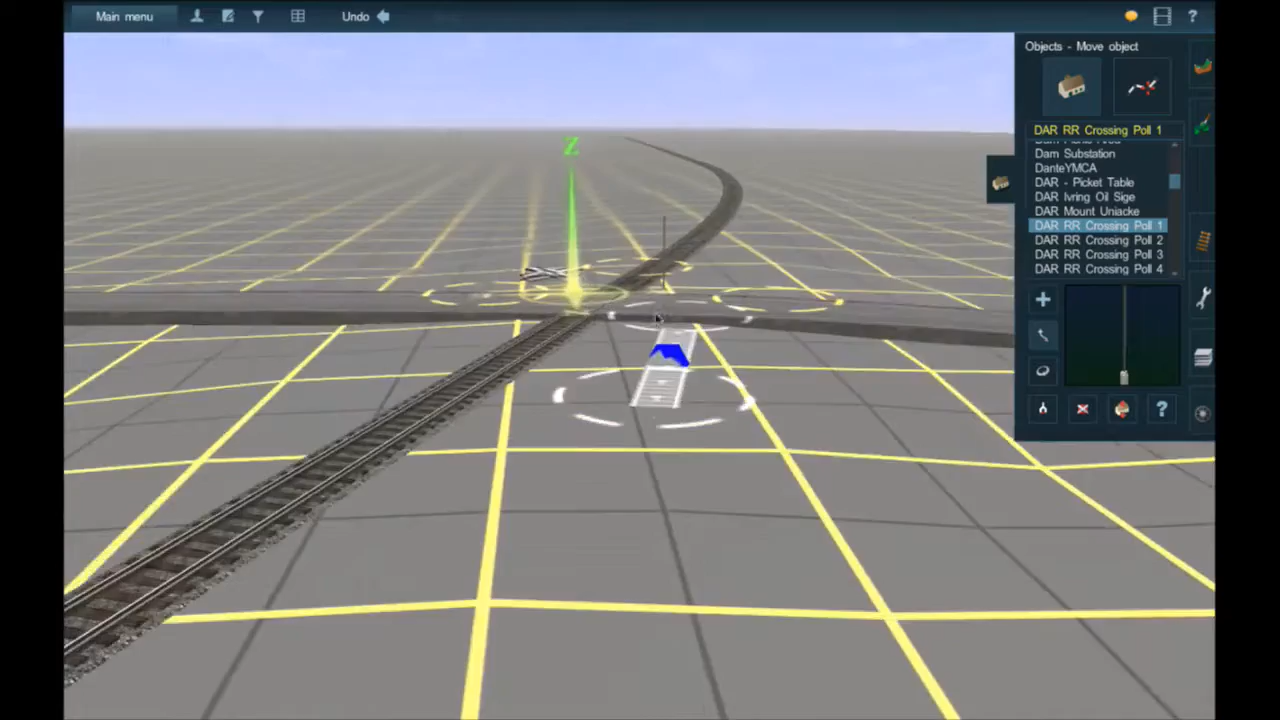 Main menu
Undo
?
Objects - Move object
DAR RR Crossing Poll 1
Dam Substation
DanteYMCA
DAR - Picket Table
DAR Ivring Oil Sige
DAR Mount Uniacke
DAR RR Crossing Poll 1
DAR RR Crossing Poll 2
DAR RR Crossing Poll 3
DAR RR Crossing Poll 4
?
Z